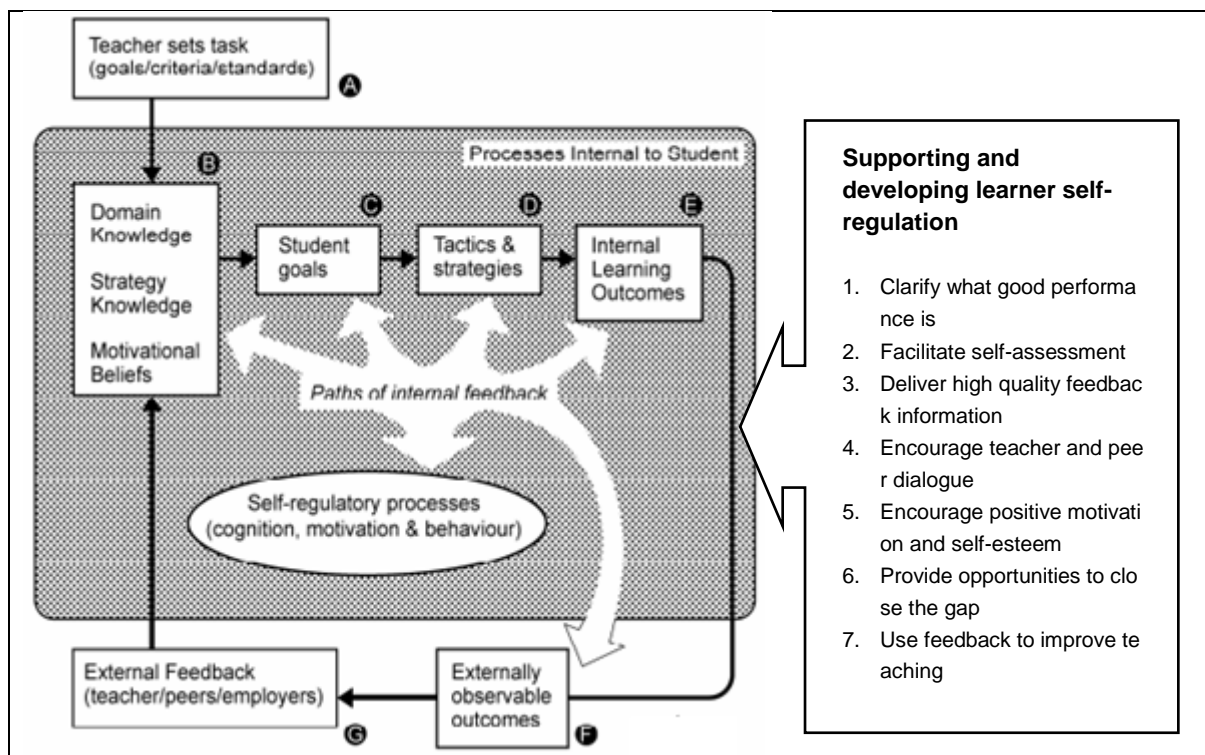 Teacher sets task
(goals/criteria/standards)
A
Processes Internal to Student
B
Domain
Knowledge
Strategy
Knowledge
Motivational
Beliefs
C
Student
goals
D
Tactics &
strategies
E
Internal
Learning
Outcomes
Paths of internal feedback
Self-regulatory processes
(cognition, motivation & behaviour)
External Feedback
(teacher/peers/employers)
G
Externally
observable
outcomes
F
Supporting and
developing learner self-
regulation
1. Clarify what good performa
nce is
2. Facilitate self-assessment
3. Deliver high quality feedbac
k information
4. Encourage teacher and pee
r dialogue
5. Encourage positive motivati
on and self-esteem
6. Provide opportunities to clo
se the gap
7. Use feedback to improve te
aching